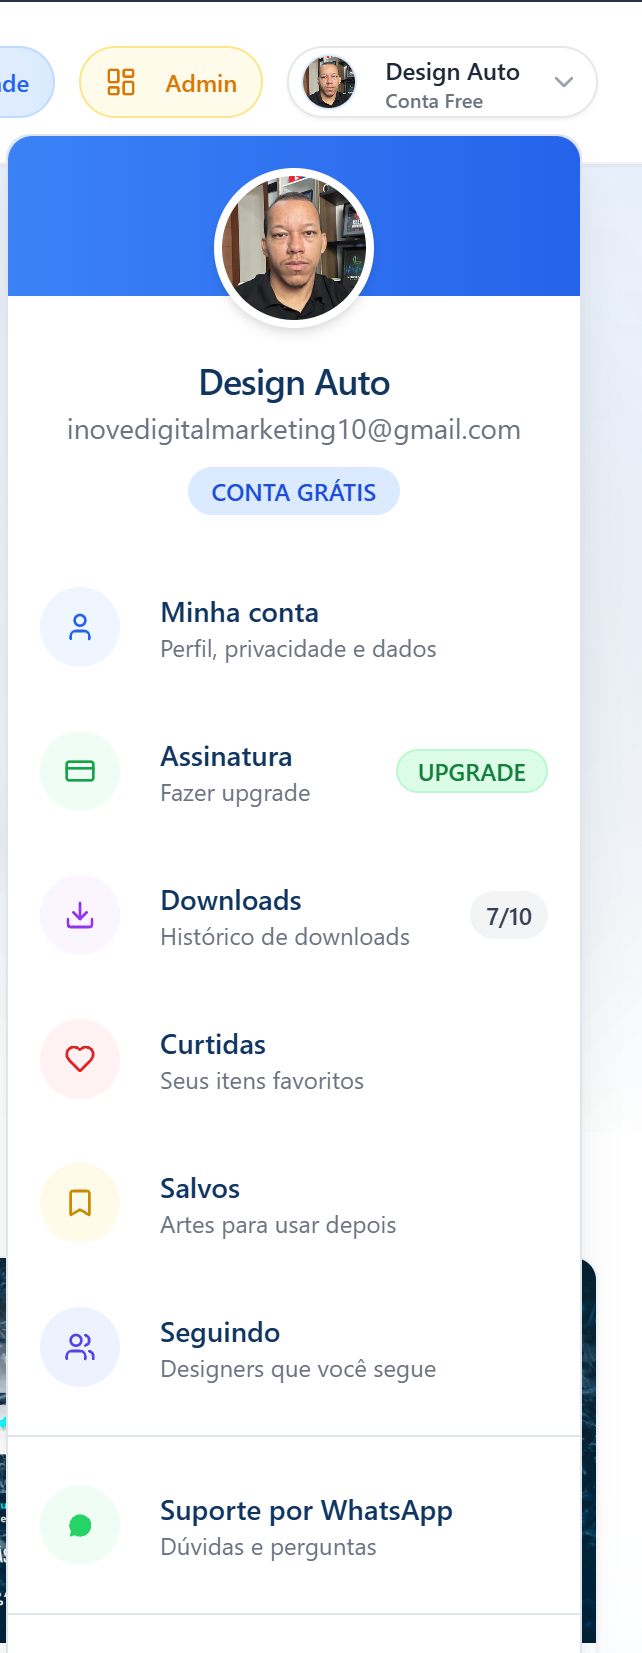 de
Admin
Design Auto
Conta Free
Design Auto
inovedigitalmarketing10@gmail.com
CONTA GRÁTIS
Minha conta
Perfil, privacidade e dados
Assinatura
Fazer upgrade
UPGRADE
Downloads
Histórico de downloads
7/10
Curtidas
Seus itens favoritos
Salvos
Artes para usar depois
Seguindo
Designers que você segue
Suporte por WhatsApp
Dúvidas e perguntas